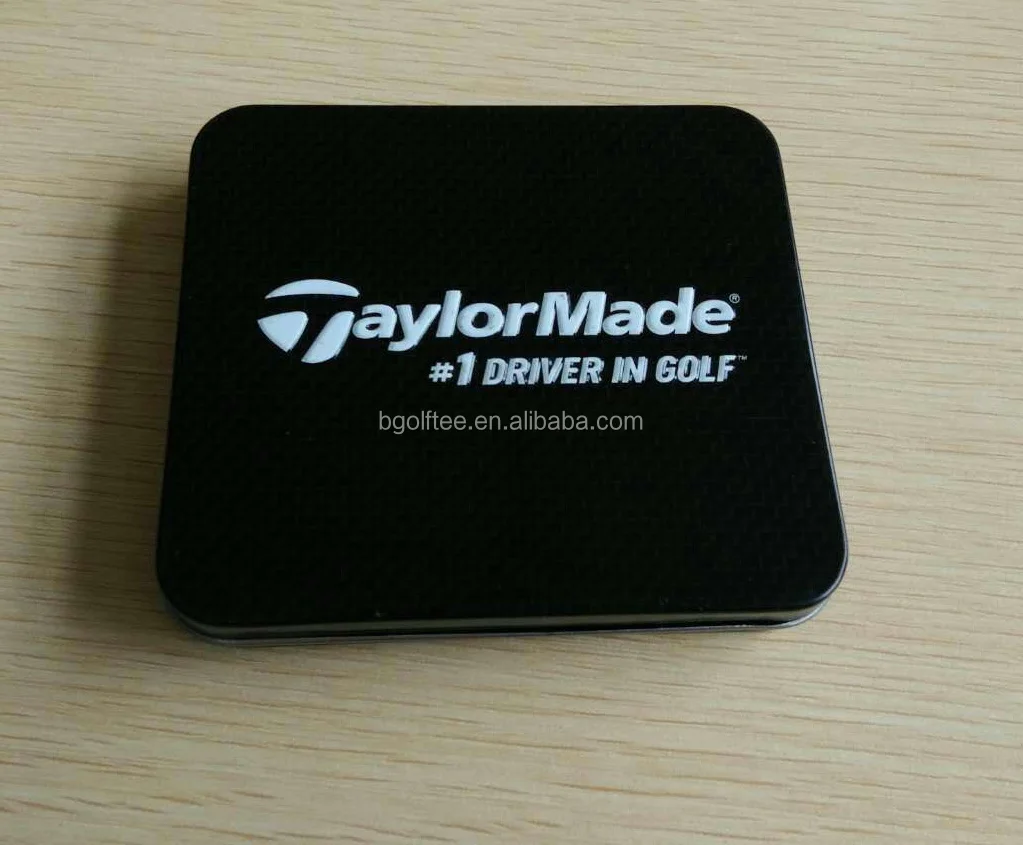 TaylorMade®
#1 DRIVER IN GOLF™
bgolftee.en.alibaba.com